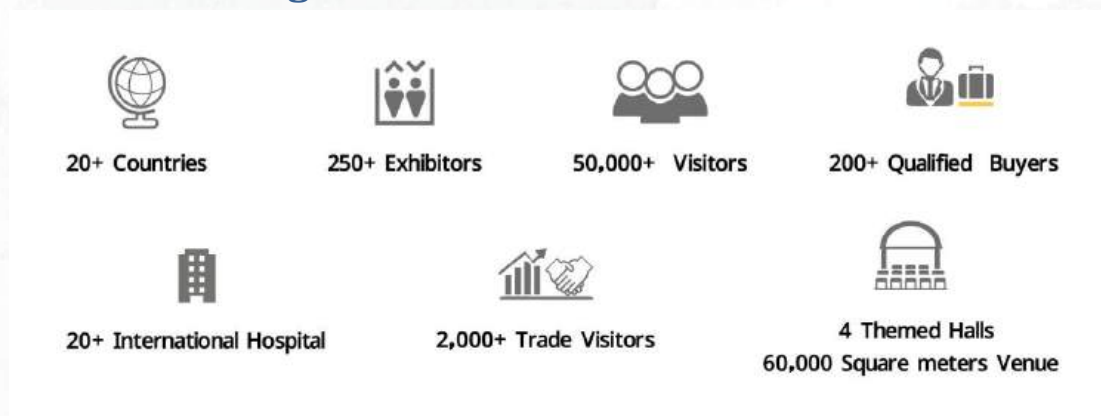 20+ Countries
250+ Exhibitors
50,000+ Visitors
200+ Qualified Buyers
20+ International Hospital
2,000+ Trade Visitors
4 Themed Halls
60,000 Square meters Venue